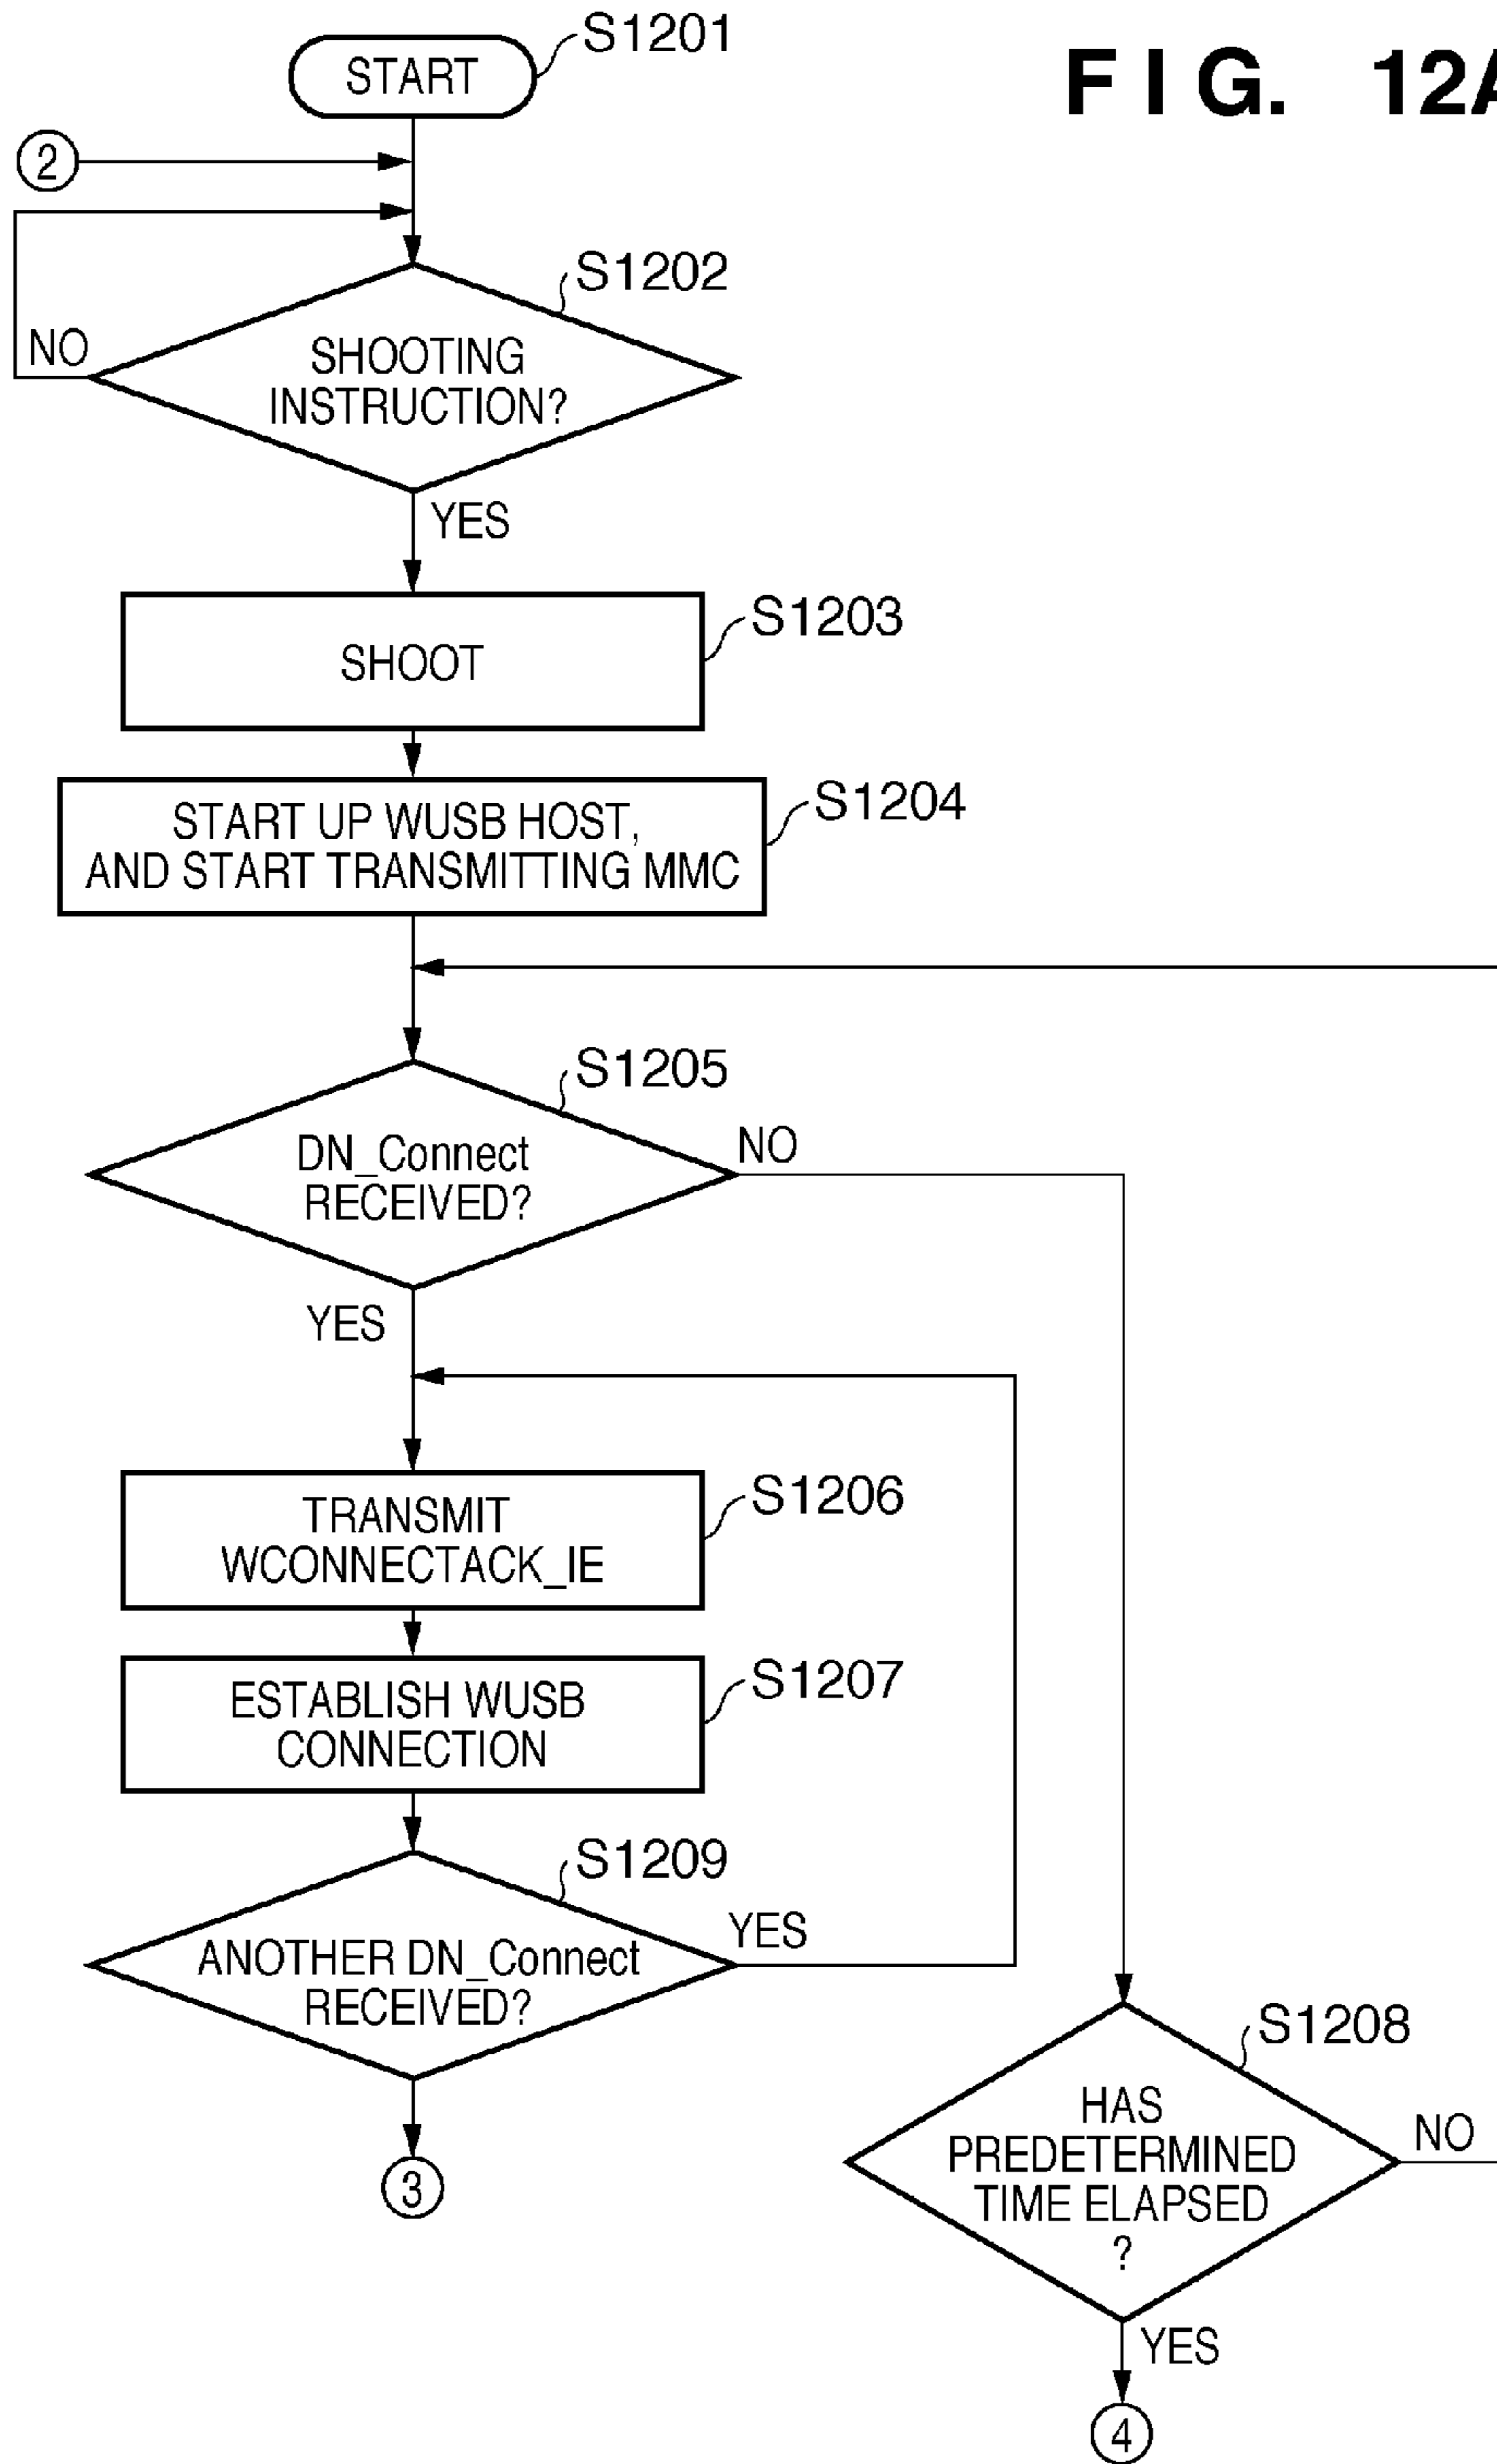 S1201
FIG. 12A
START
2
S1202
NO
SHOOTING
INSTRUCTION?
YES
S1203
SHOOT
S1204
START UP WUSB HOST,
AND START TRANSMITTING MMC
S1205
DN_Connect
RECEIVED?
NO
YES
S1206
TRANSMIT
WCONNECTACK_IE
S1207
ESTABLISH WUSB
CONNECTION
S1209
ANOTHER DN_Connect
RECEIVED?
YES
3
S1208
HAS
PREDETERMINED
TIME ELAPSED
?
NO
YES
4